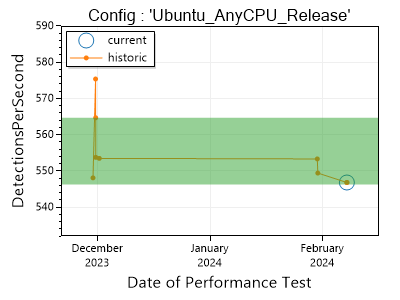 Config : 'Ubuntu_AnyCPU_Release'
590
580
570
560
550
540
DetectionsPerSecond
current
historic
December
2023
January
2024
February
2024
Date of Performance Test